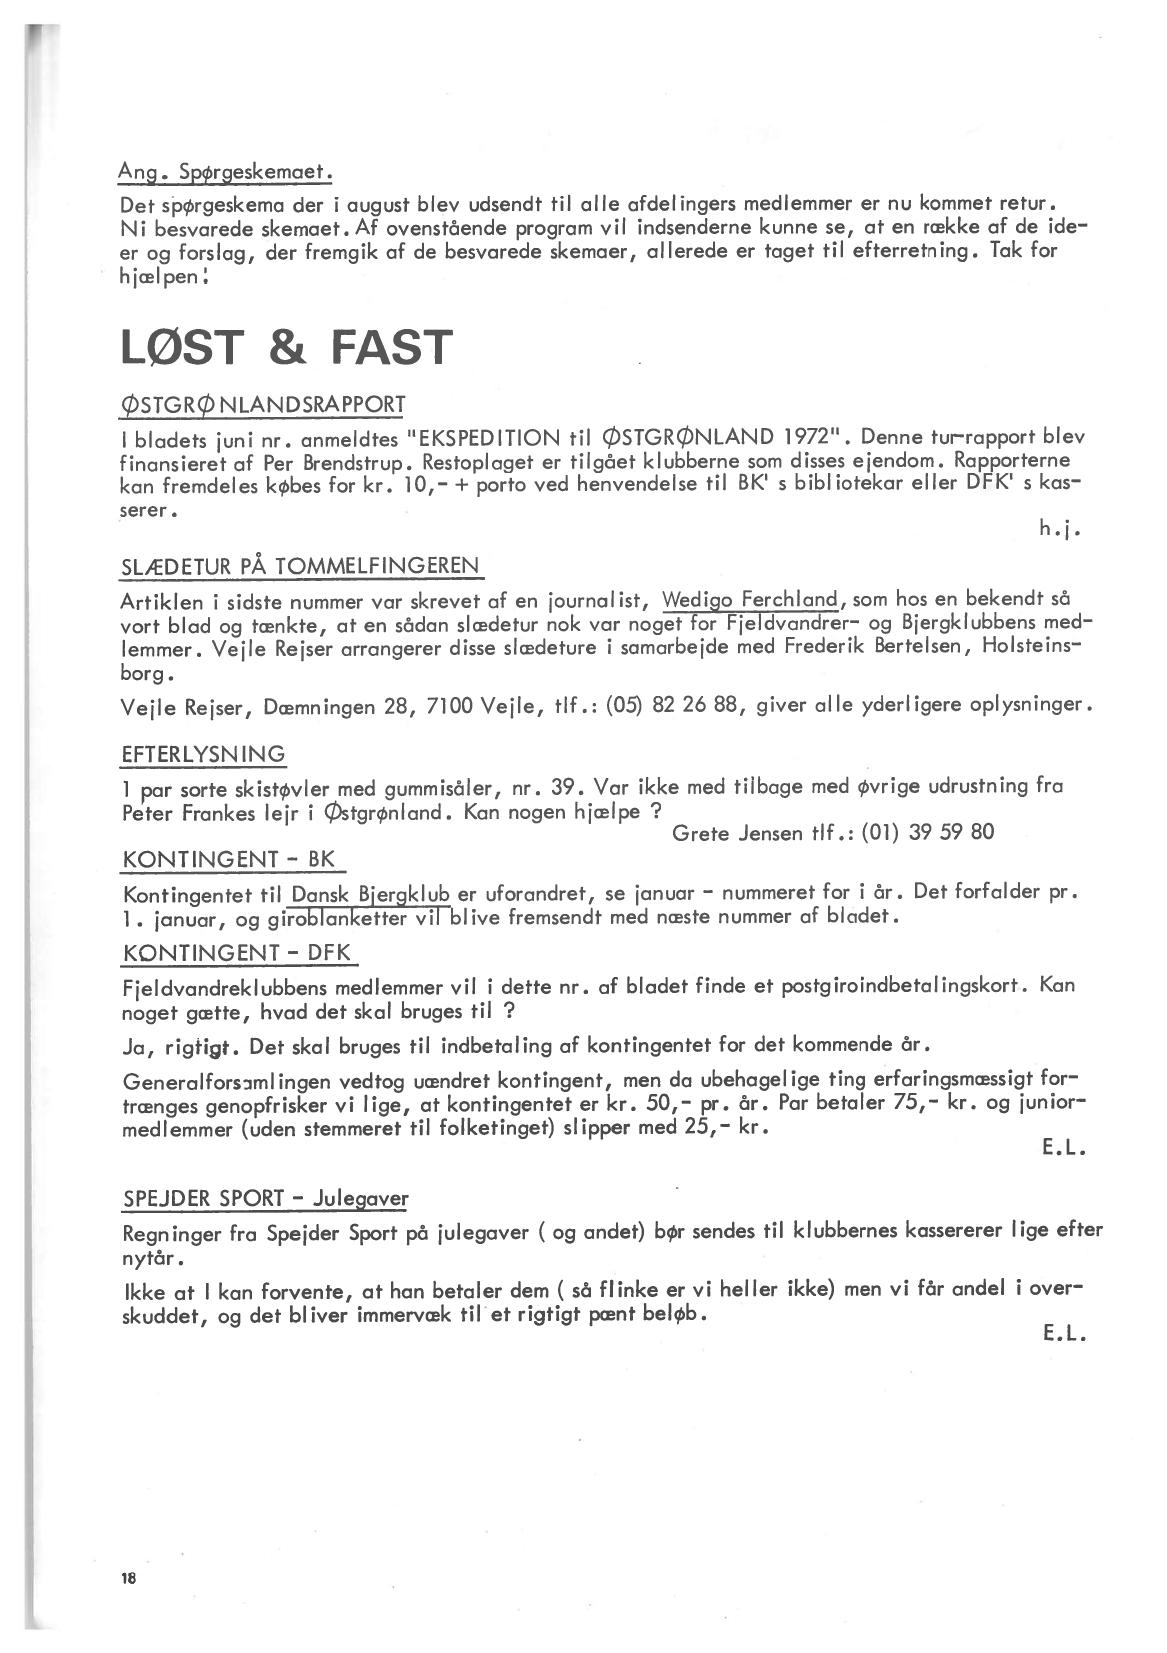 Ang. Spørgeskemaet.
Det spørgeskema der i august blev udsendt til alle afdelingers medlemmer er nu kommet retur.
Ni besvarede skemaet. Af ovenstående program vil indsenderne kunne se, at en række af de ide-
er og forslag, der fremgik af de besvarede skemaer, allerede er taget til efterretning. Tak for
hjælpen!
LØST & FAST
ØSTGRØNLANDSRAPPORT
I bladets juni nr. anmeldtes "EKSPEDITION til ØSTGRØNLAND 1972". Denne tur-rapport blev
finansieret af Per Brendstrup. Restoplaget er tilgået klubberne som disses ejendom. Rapporterne
kan fremdeles købes for kr. 10,- + porto ved henvendelse til BK' s bibliotekar eller DFK' s kas-
serer.
h.j.
SLÆDETUR PÅ TOMMELFINGEREN
Artiklen i sidste nummer var skrevet af en journalist, Wedigo Ferchland, som hos en bekendt så
vort blad og tænkte, at en sådan slædetur nok var noget for Fjeldvandrer- og Bjergklubbens med-
lemmer. Vejle Rejser arrangerer disse slædeture i samarbejde med Frederik Bertelsen, Holsteins-
borg.
Vejle Rejser, Dæmningen 28, 7100 Vejle, tlf.: (05) 82 26 88, giver alle yderligere oplysninger.
EFTERLYSNING
1 par sorte skistøvler med gummisåler, nr. 39. Var ikke med tilbage med øvrige udrustning fra
Peter Frankes lejr i Østgrønland. Kan nogen hjælpe ?
Grete Jensen tlf.: (01) 39 59 80
KONTINGENT - BK
Kontingentet til Dansk Bjergklub er uforandret, se januar - nummeret for i år. Det forfalder pr.
1. januar, og giroblanketter vil blive fremsendt med næste nummer af bladet.
KONTINGENT - DFK
Fjeldvandreklubbens medlemmer vil i dette nr. af bladet finde et postgiroindbetalingskort. Kan
noget gætte, hvad det skal bruges til ?
Ja, rigtigt. Det skal bruges til indbetaling af kontingentet for det kommende år.
Generalforsamlingen vedtog uændret kontingent, men da ubehagelige ting erfaringsmæssigt for-
trænges genopfrisker vi lige, at kontingentet er kr. 50,- pr. år. Par betaler 75,- kr. og junior-
medlemmer (uden stemmeret til folketinget) slipper med 25,- kr.
E.L.
SPEJDER SPORT - Julegaver
Regninger fra Spejder Sport på julegaver ( og andet) bør sendes til klubbernes kassererer lige efter
nytår.
Ikke at I kan forvente, at han betaler dem ( så flinke er vi heller ikke) men vi får andel i over-
skuddet, og det bliver immervæk til et rigtigt pænt beløb.
E.L.
18